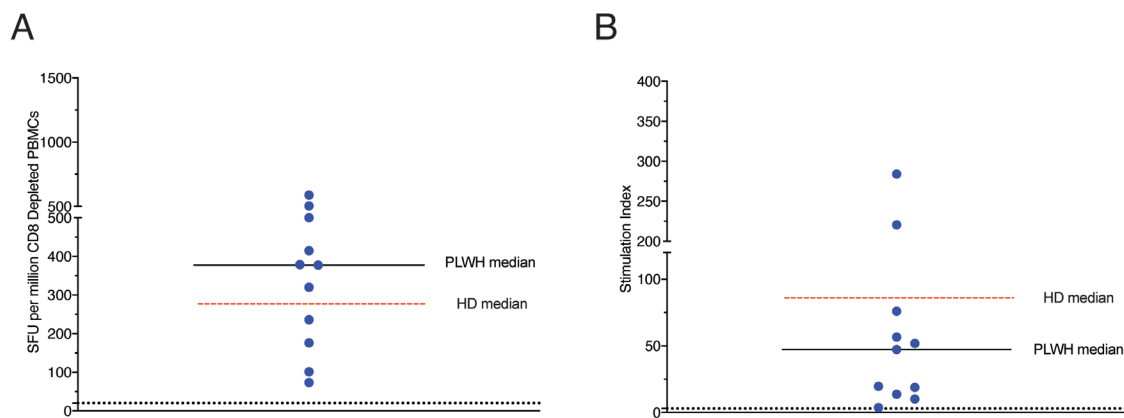 A
SFU per million CD8 Depleted PBMCs
1500
1000
500
500
400
300
200
100
0
PLWH median
HD median
B
Stimulation Index
400
350
300
250
200
100
50
0
HD median
PLWH median